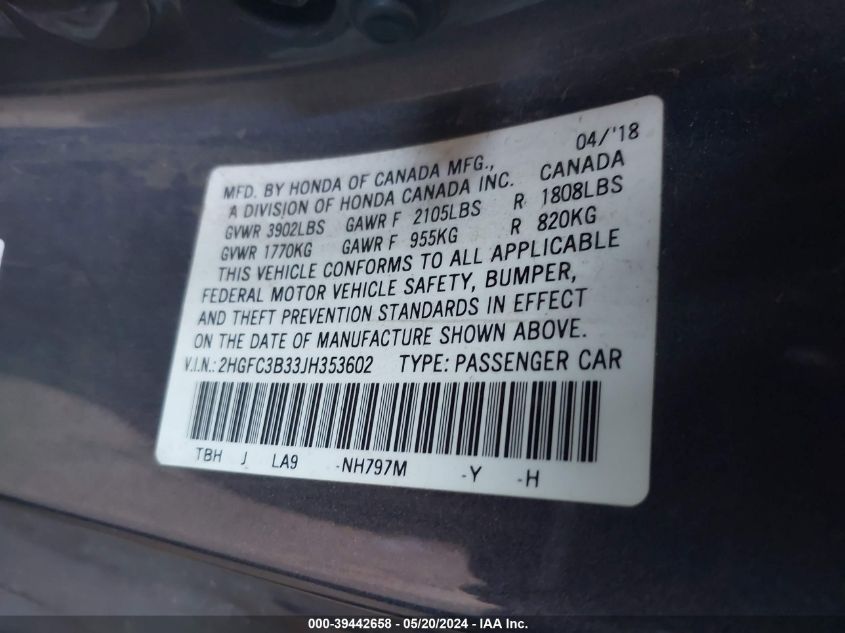 04/'18
MFD. BY HONDA OF CANADA MFG.,
A DIVISION OF HONDA CANADA INC. CANADA
GVWR 3902LBS GAWR F 2105LBS R 1808LBS
GVWR 1770KG GAWR F 955KG R 820KG
THIS VEHICLE CONFORMS TO ALL APPLICABLE
FEDERAL MOTOR VEHICLE SAFETY, BUMPER,
AND THEFT PREVENTION STANDARDS IN EFFECT
ON THE DATE OF MANUFACTURE SHOWN ABOVE.
V.I.N.: 2HGFC3B33JH353602 TYPE: PASSENGER CAR
TBH J LA9 -NH797M -Y -H
000-39442658 - 05/20/2024 - IAA Inc.